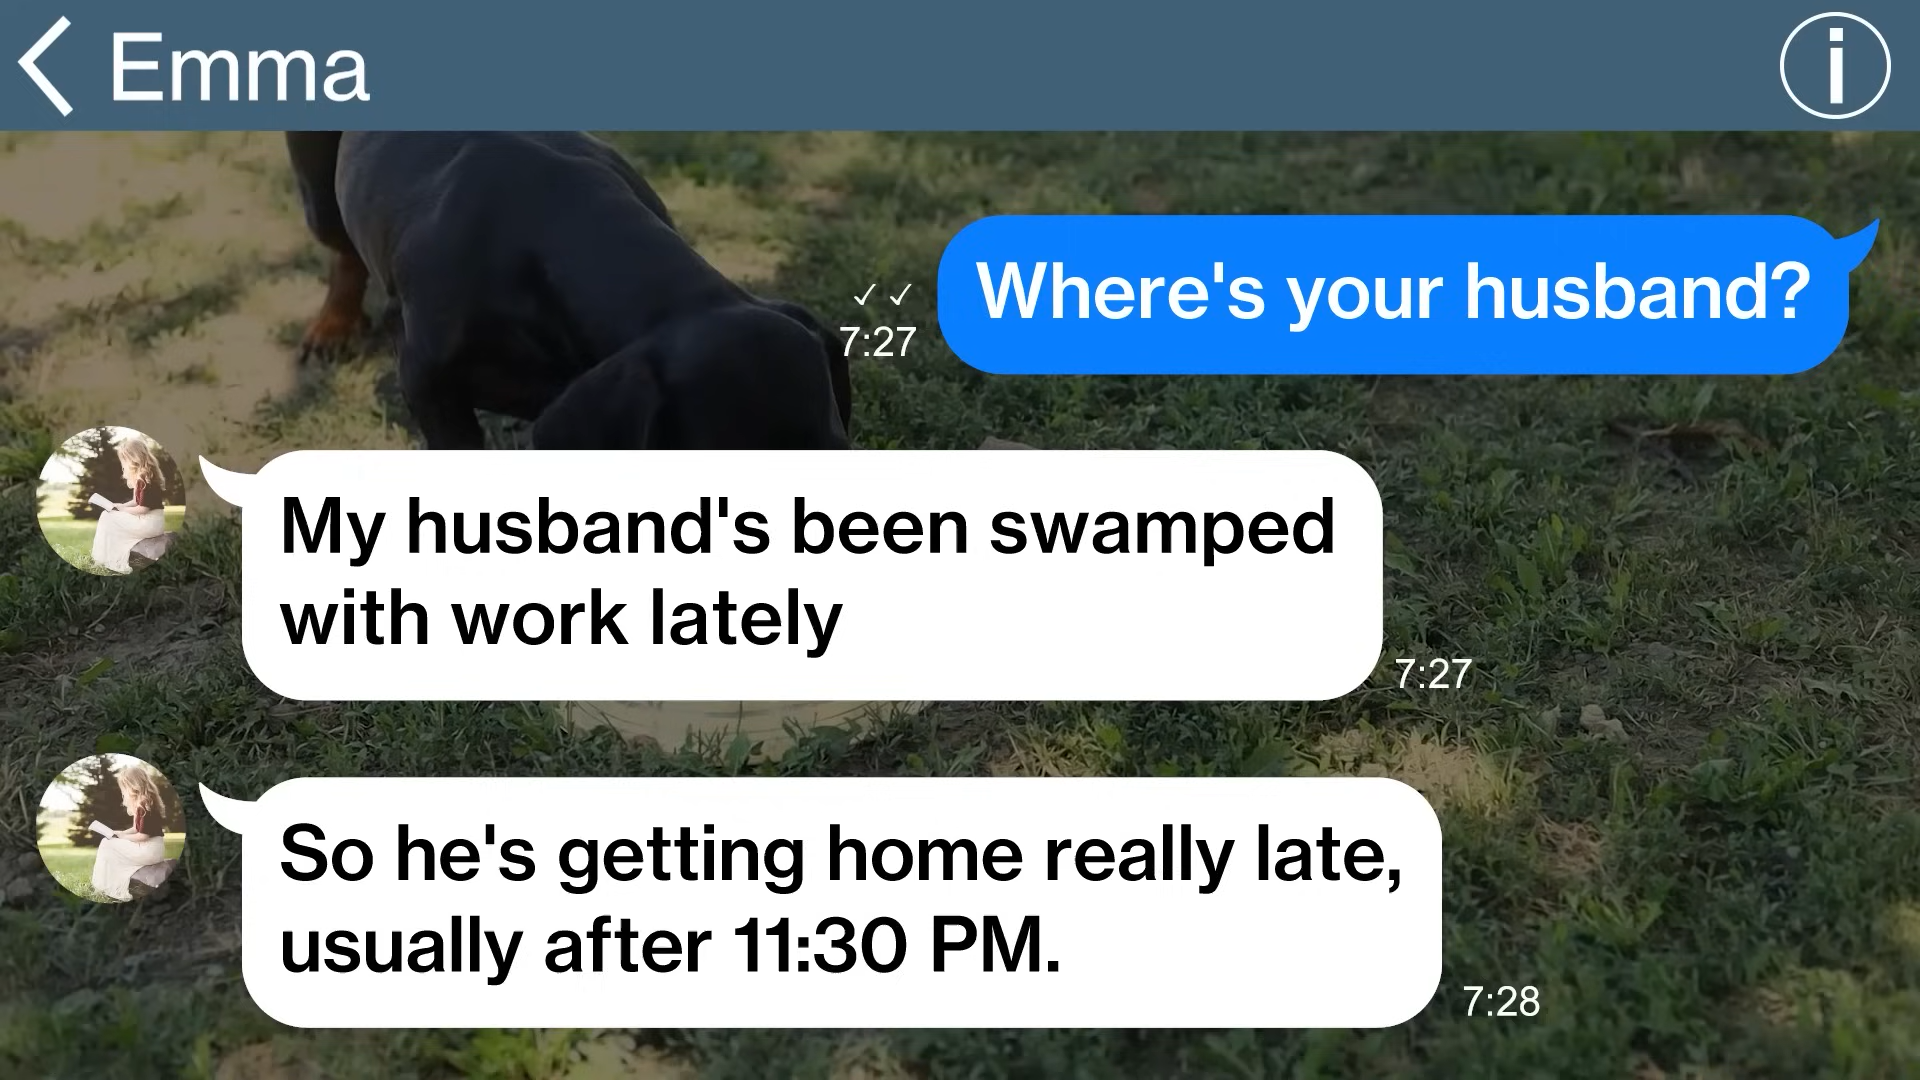 Emma
Where's your husband?
✓ ✓
7:27
My husband's been swamped
with work lately
7:27
So he's getting home really late,
usually after 11:30 PM.
7:28